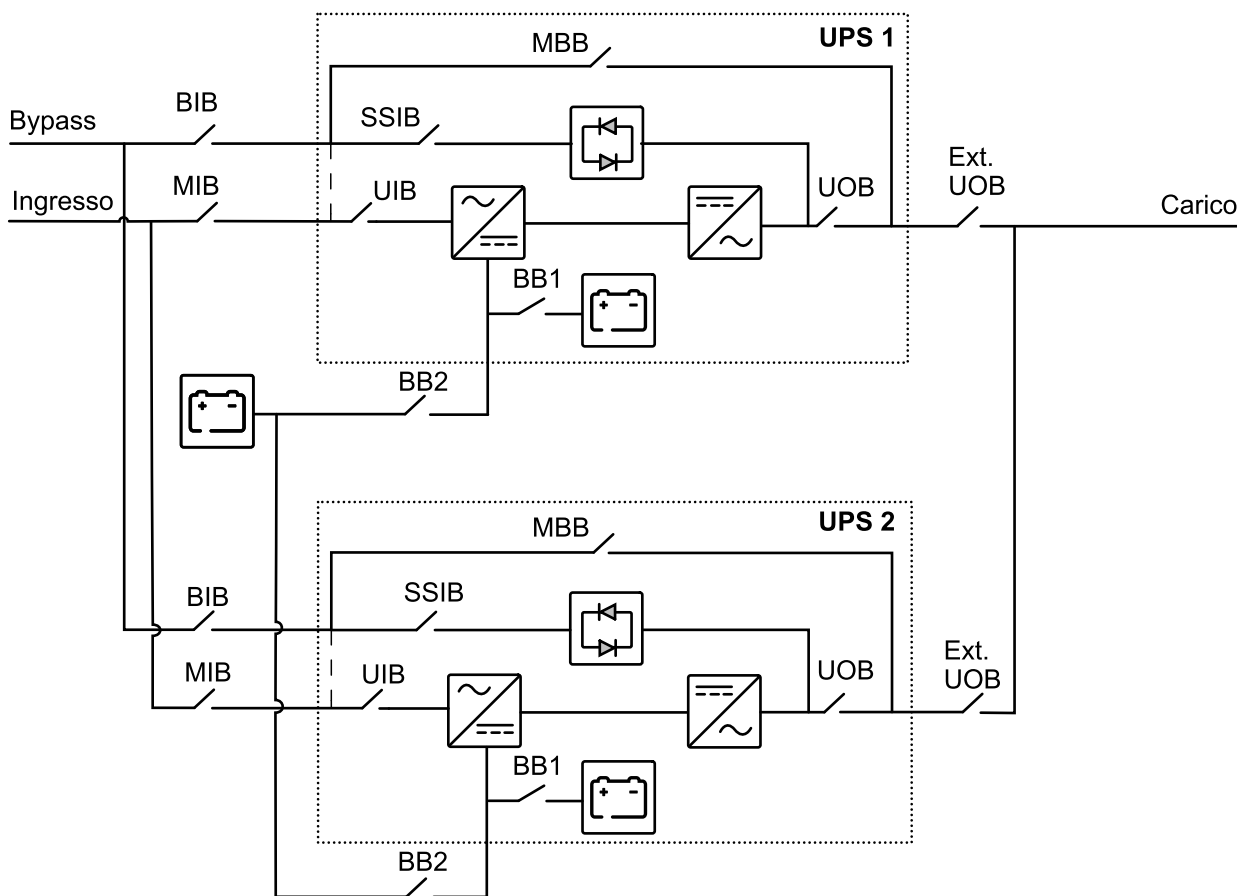 UPS 1
MBB
BIB
SSIB
Bypass
Ext.
UOB
MIB
UIB
UOB
Ingresso
Carico
BB1
BB2
UPS 2
MBB
BIB
SSIB
Ext.
UOB
MIB
UIB
UOB
BB1
BB2